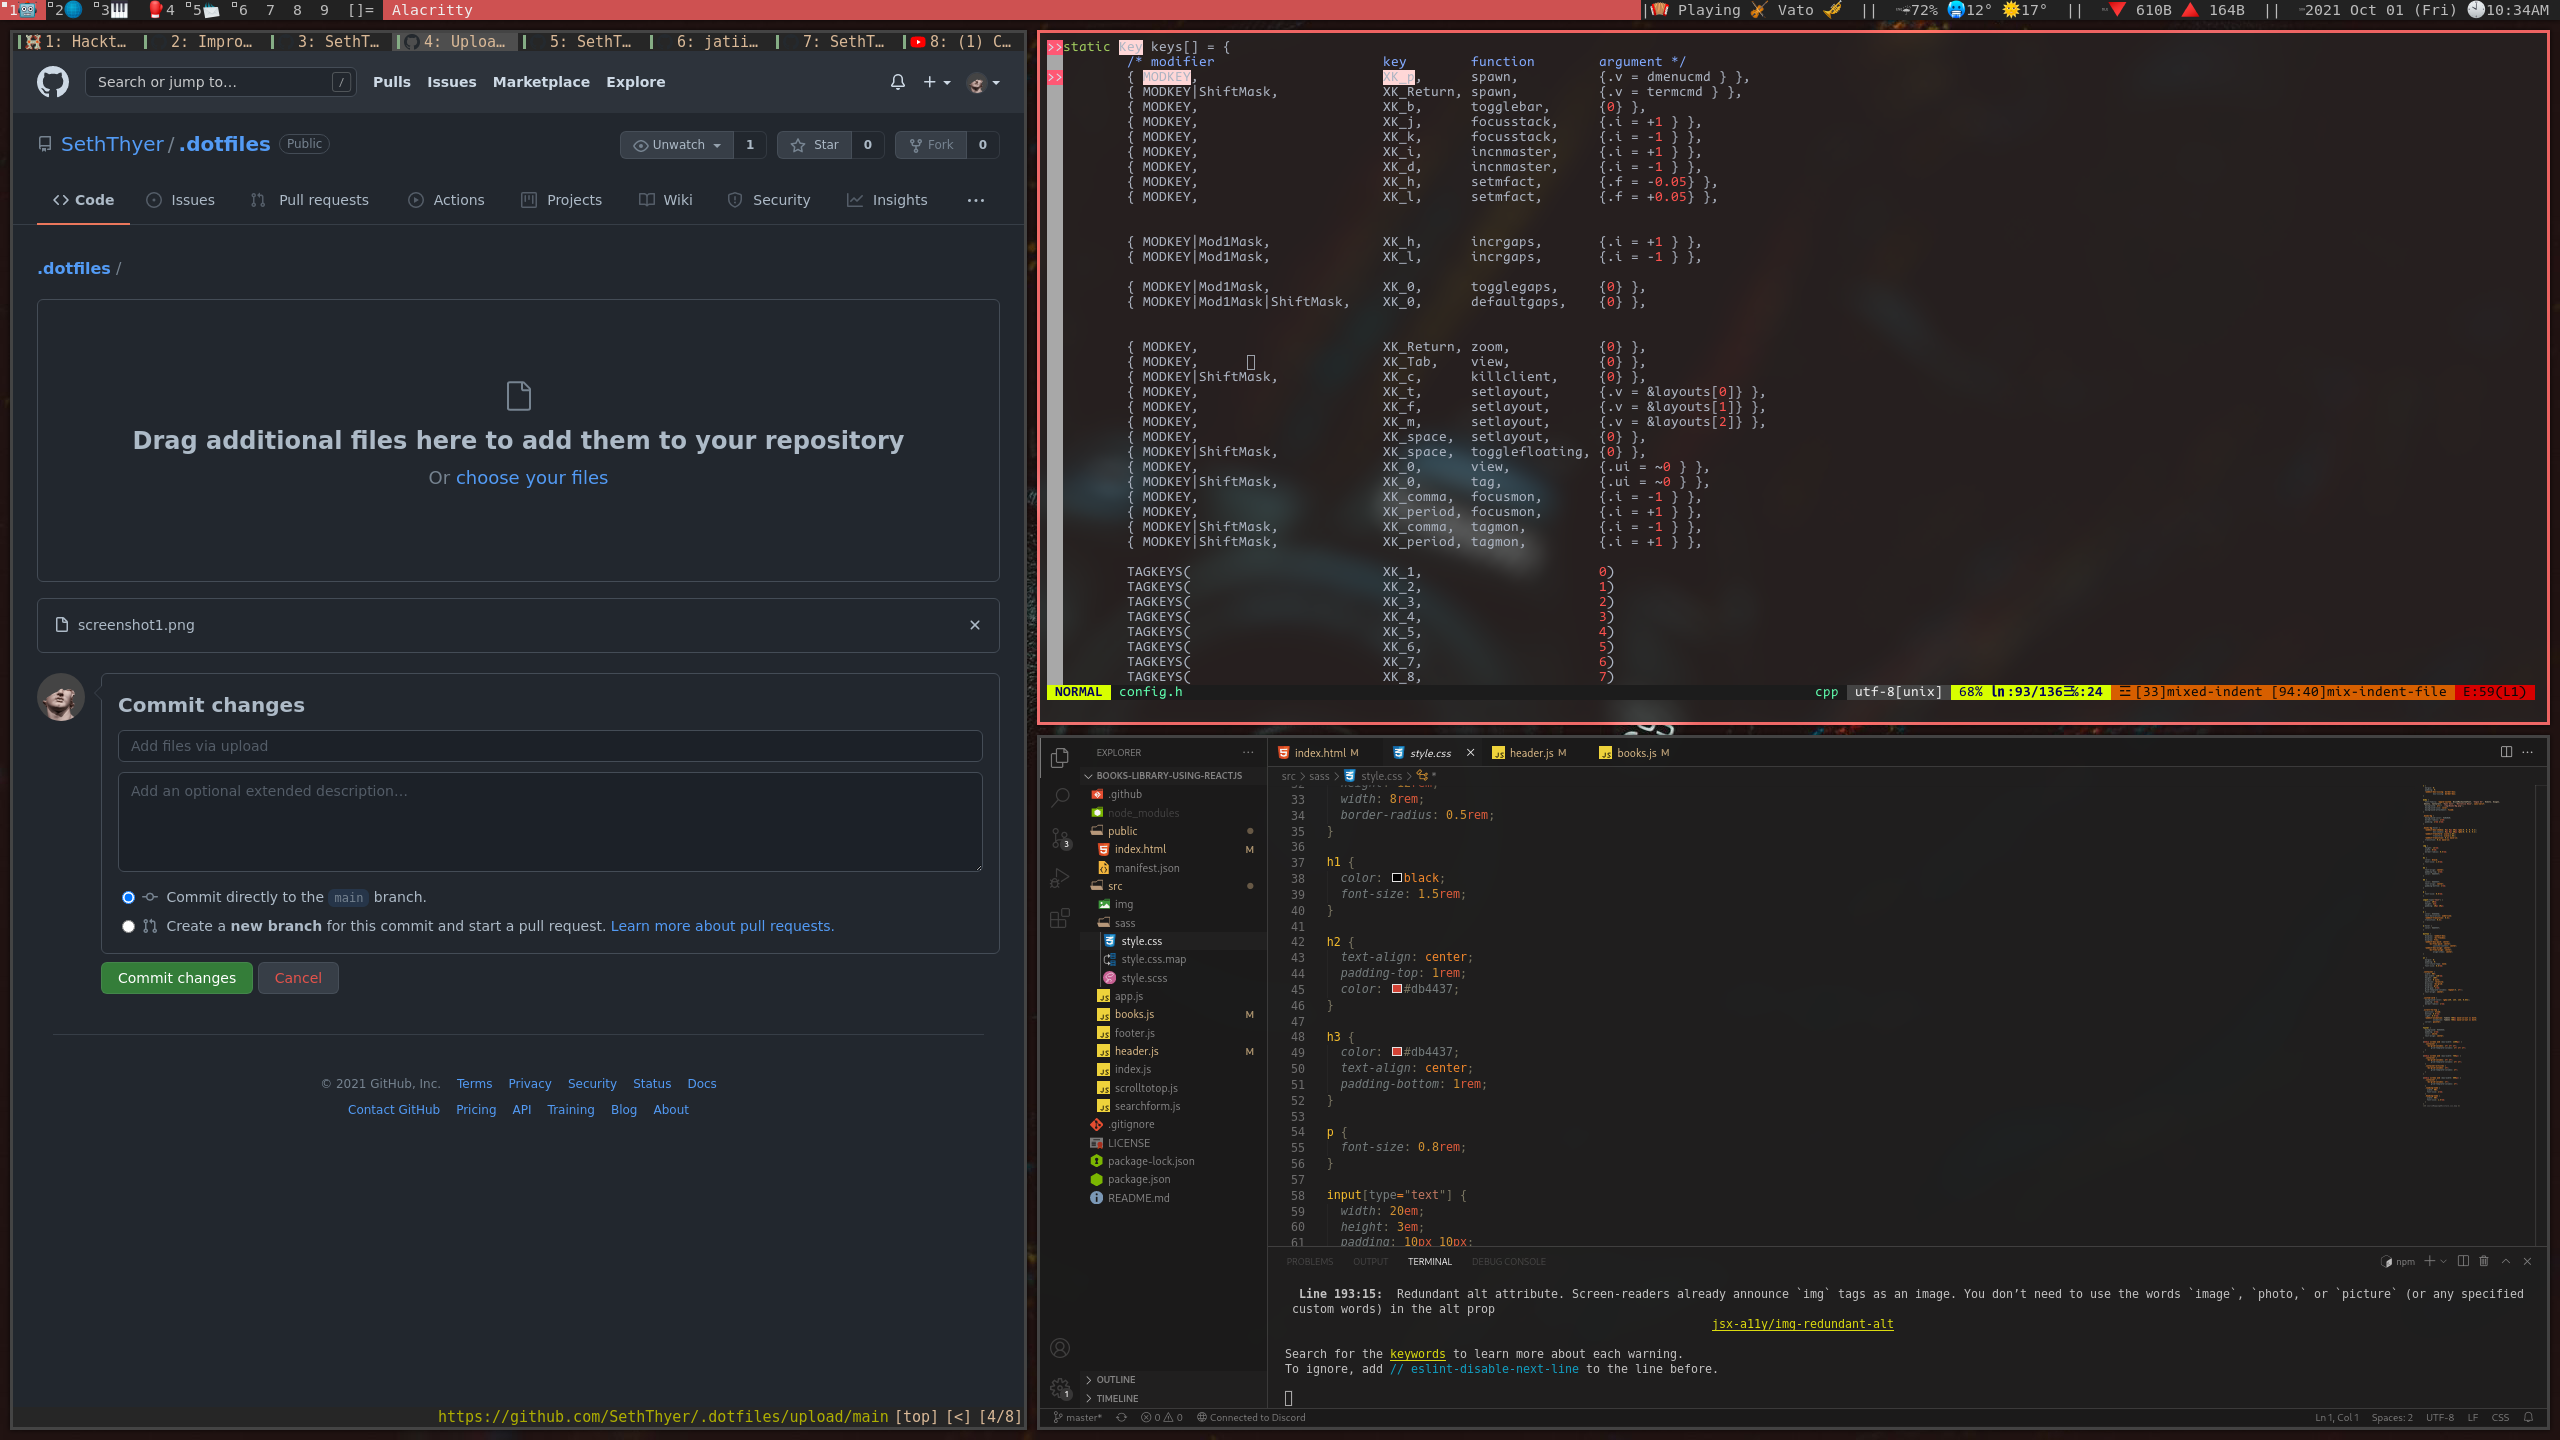 1 2 3 4 5 6 7 8 9 []= Alacritty
Playing Vato || 72% 12° 17° || 610B 164B || 2021 Oct 01 (Fri) 10:34AM
1: Hackt… 2: Impro… 3: SethT… 4: Uploa… 5: SethT… 6: jatii… 7: SethT… 8: (1) C…
Search or jump to… / Pulls Issues Marketplace Explore
SethThyer / .dotfiles Public Unwatch 1 Star 0 Fork 0
Code Issues Pull requests Actions Projects Wiki Security Insights …
.dotfiles /
Drag additional files here to add them to your repository
Or choose your files
screenshot1.png
Commit changes
Add files via upload
Add an optional extended description…
Commit directly to the main branch.
Create a new branch for this commit and start a pull request. Learn more about pull requests.
Commit changes Cancel
© 2021 GitHub, Inc. Terms Privacy Security Status Docs
Contact GitHub Pricing API Training Blog About
https://github.com/SethThyer/.dotfiles/upload/main [top] [<] [4/8]
>>static Key keys[] = {
/* modifier key function argument */
>> { MODKEY, XK_p, spawn, {.v = dmenucmd } },
{ MODKEY|ShiftMask, XK_Return, spawn, {.v = termcmd } },
{ MODKEY, XK_b, togglebar, {0} },
{ MODKEY, XK_j, focusstack, {.i = +1 } },
{ MODKEY, XK_k, focusstack, {.i = -1 } },
{ MODKEY, XK_i, incnmaster, {.i = +1 } },
{ MODKEY, XK_d, incnmaster, {.i = -1 } },
{ MODKEY, XK_h, setmfact, {.f = -0.05} },
{ MODKEY, XK_l, setmfact, {.f = +0.05} },
{ MODKEY|Mod1Mask, XK_h, incrgaps, {.i = +1 } },
{ MODKEY|Mod1Mask, XK_l, incrgaps, {.i = -1 } },
{ MODKEY|Mod1Mask, XK_0, togglegaps, {0} },
{ MODKEY|Mod1Mask|ShiftMask, XK_0, defaultgaps, {0} },
{ MODKEY, XK_Return, zoom, {0} },
{ MODKEY, XK_Tab, view, {0} },
{ MODKEY|ShiftMask, XK_c, killclient, {0} },
{ MODKEY, XK_t, setlayout, {.v = &layouts[0]} },
{ MODKEY, XK_f, setlayout, {.v = &layouts[1]} },
{ MODKEY, XK_m, setlayout, {.v = &layouts[2]} },
{ MODKEY, XK_space, setlayout, {0} },
{ MODKEY|ShiftMask, XK_space, togglefloating, {0} },
{ MODKEY, XK_0, view, {.ui = ~0 } },
{ MODKEY|ShiftMask, XK_0, tag, {.ui = ~0 } },
{ MODKEY, XK_comma, focusmon, {.i = -1 } },
{ MODKEY, XK_period, focusmon, {.i = +1 } },
{ MODKEY|ShiftMask, XK_comma, tagmon, {.i = -1 } },
{ MODKEY|ShiftMask, XK_period, tagmon, {.i = +1 } },
TAGKEYS( XK_1, 0)
TAGKEYS( XK_2, 1)
TAGKEYS( XK_3, 2)
TAGKEYS( XK_4, 3)
TAGKEYS( XK_5, 4)
TAGKEYS( XK_6, 5)
TAGKEYS( XK_7, 6)
TAGKEYS( XK_8, 7)
NORMAL config.h cpp utf-8[unix] 68% ln:93/136 %:24 [33]mixed-indent [94:40]mix-indent-file E:59(L1)
EXPLORER …
BOOKS-LIBRARY-USING-REACTJS
.github
node_modules
public
index.html M
manifest.json
src
img
sass
style.css
style.css.map
style.scss
app.js
books.js M
footer.js
header.js M
index.js
scrolltotop.js
searchform.js
.gitignore
LICENSE
package-lock.json
package.json
README.md
OUTLINE
TIMELINE
3
1
index.html M style.css header.js M books.js M
src > sass > style.css > *
32 height: 12rem;
33 width: 8rem;
34 border-radius: 0.5rem;
35 }
36
37 h1 {
38 color: black;
39 font-size: 1.5rem;
40 }
41
42 h2 {
43 text-align: center;
44 padding-top: 1rem;
45 color: #db4437;
46 }
47
48 h3 {
49 color: #db4437;
50 text-align: center;
51 padding-bottom: 1rem;
52 }
53
54 p {
55 font-size: 0.8rem;
56 }
57
58 input[type="text"] {
59 width: 20em;
60 height: 3em;
61 padding: 10px 10px;
PROBLEMS OUTPUT TERMINAL DEBUG CONSOLE npm
Line 193:15: Redundant alt attribute. Screen-readers already announce `img` tags as an image. You don’t need to use the words `image`, `photo,` or `picture` (or any specified
custom words) in the alt prop
jsx-a11y/img-redundant-alt
Search for the keywords to learn more about each warning.
To ignore, add // eslint-disable-next-line to the line before.
master* 0 0 Connected to Discord Ln 1, Col 1 Spaces: 2 UTF-8 LF CSS